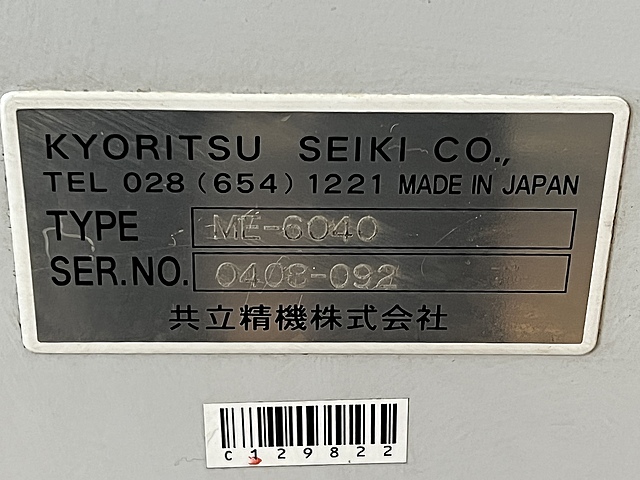 KYORITSU SEIKI CO.,
TEL 028 (654) 1221 MADE IN JAPAN
TYPE ME-6040
SER.NO. 0408-092
共立精機株式会社
C129822